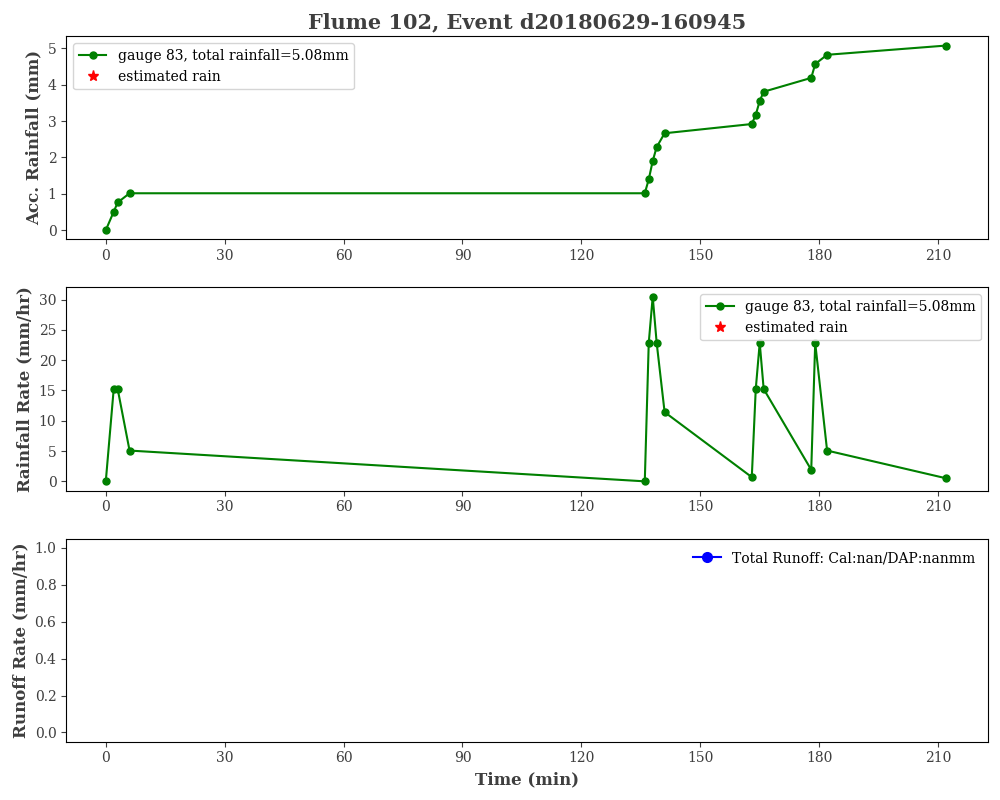 Flume 102, Event d20180629-160945
Acc. Rainfall (mm)
5
4
3
2
1
0
gauge 83, total rainfall=5.08mm
estimated rain
0 30 60 90 120 150 180 210
Rainfall Rate (mm/hr)
30
25
20
15
10
5
0
gauge 83, total rainfall=5.08mm
estimated rain
0 30 60 90 120 150 180 210
Runoff Rate (mm/hr)
1.0
0.8
0.6
0.4
0.2
0.0
Total Runoff: Cal:nan/DAP:nanmm
0 30 60 90 120 150 180 210
Time (min)